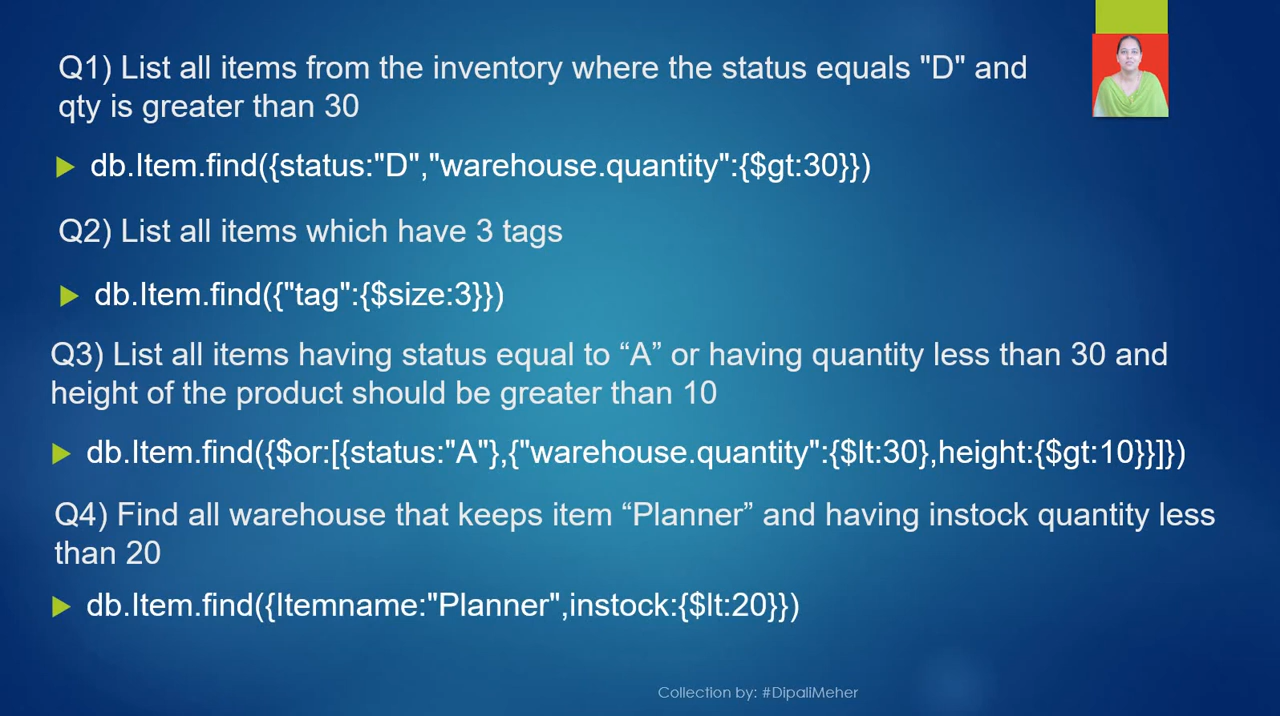 Q1) List all items from the inventory where the status equals "D" and
qty is greater than 30
db.Item.find({status:"D","warehouse.quantity":{$gt:30}})
Q2) List all items which have 3 tags
db.Item.find({"tag":{$size:3}})
Q3) List all items having status equal to “A” or having quantity less than 30 and
height of the product should be greater than 10
db.Item.find({$or:[{status:"A"},{"warehouse.quantity":{$lt:30},height:{$gt:10}}]})
Q4) Find all warehouse that keeps item “Planner” and having instock quantity less
than 20
db.Item.find({Itemname:"Planner",instock:{$lt:20}})
Collection by: #DipaliMeher